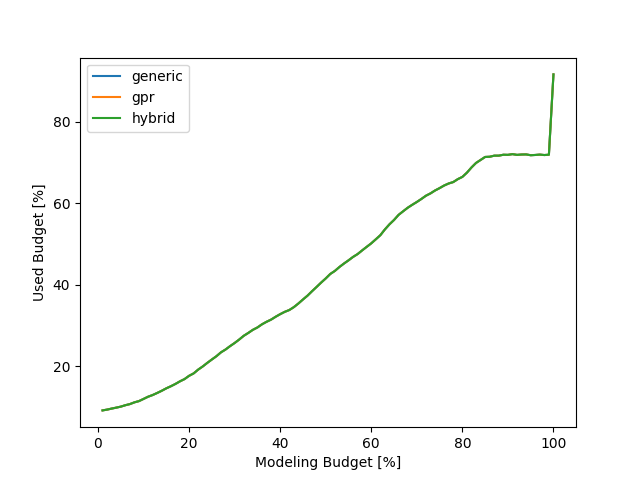 generic
gpr
hybrid
80
60
40
20
0 20 40 60 80 100
Used Budget [%]
Modeling Budget [%]